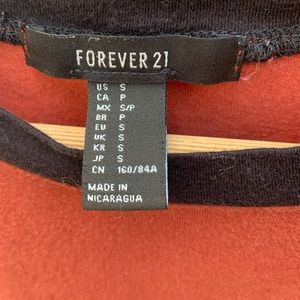 FOREVER 21
US S
CA P
MX S/P
BR P
EU S
UK S
KR S
JP S
CN 160/84A
MADE IN
NICARAGUA